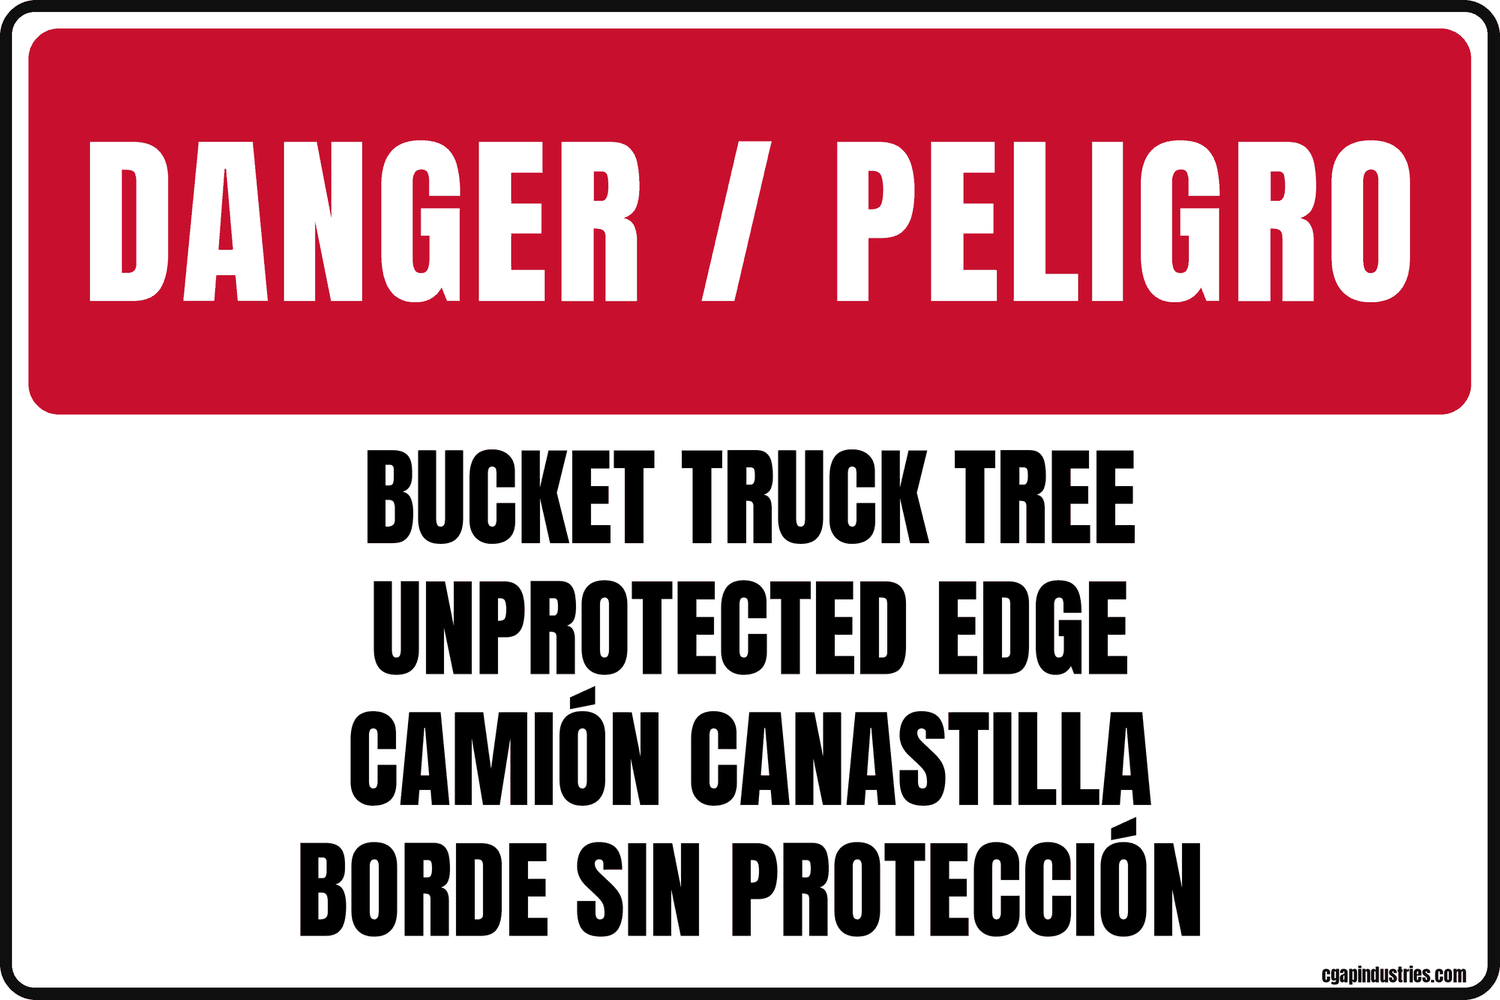 DANGER / PELIGRO
BUCKET TRUCK TREE
UNPROTECTED EDGE
CAMIÓN CANASTILLA
BORDE SIN PROTECCIÓN
cgapindustries.com